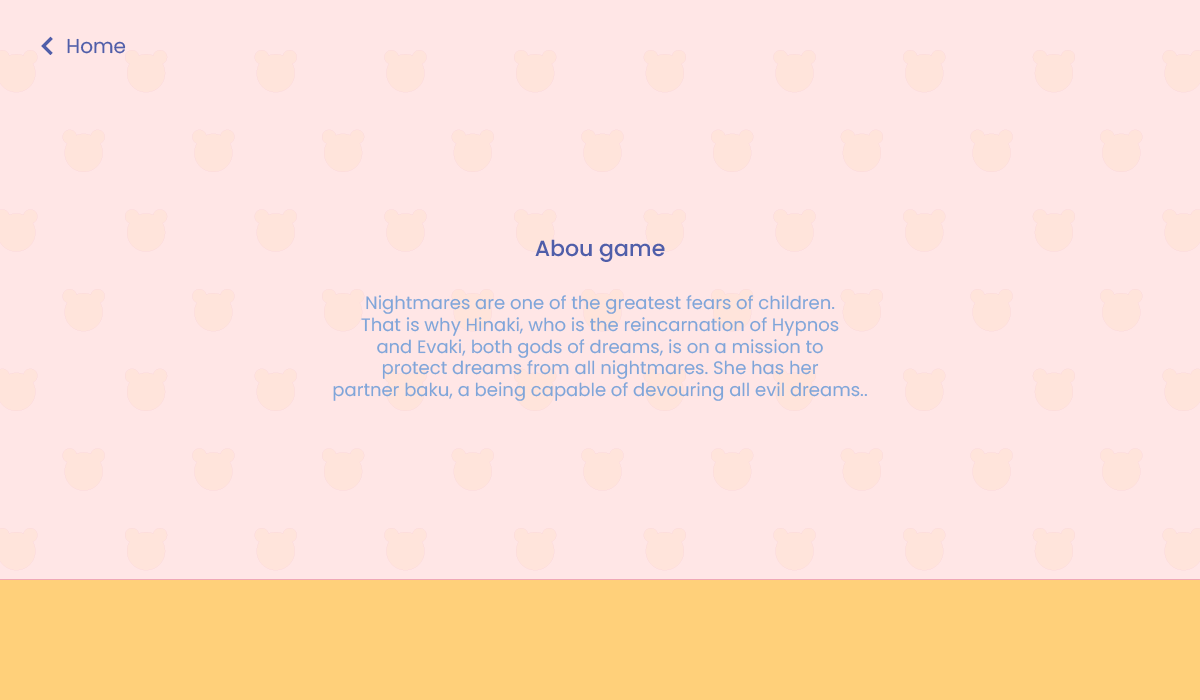 Home
Abou game
Nightmares are one of the greatest fears of children.
That is why Hinaki, who is the reincarnation of Hypnos
and Evaki, both gods of dreams, is on a mission to
protect dreams from all nightmares. She has her
partner baku, a being capable of devouring all evil dreams..